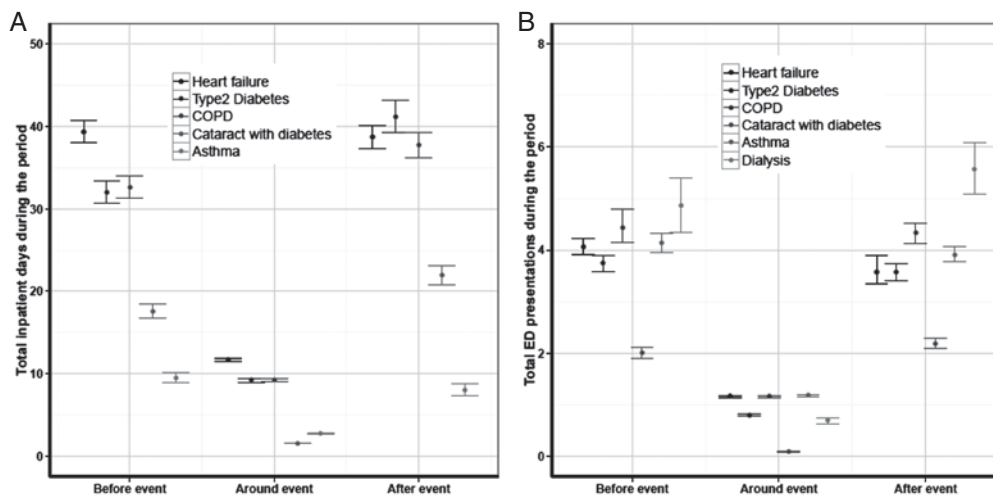 A
Total inpatient days during the period
50
40
30
20
10
0
Heart failure
Type2 Diabetes
COPD
Cataract with diabetes
Asthma
Before event
Around event
After event
B
Total ED presentations during the period
8
6
4
2
0
Heart failure
Type2 Diabetes
COPD
Cataract with diabetes
Asthma
Dialysis
Before event
Around event
After event